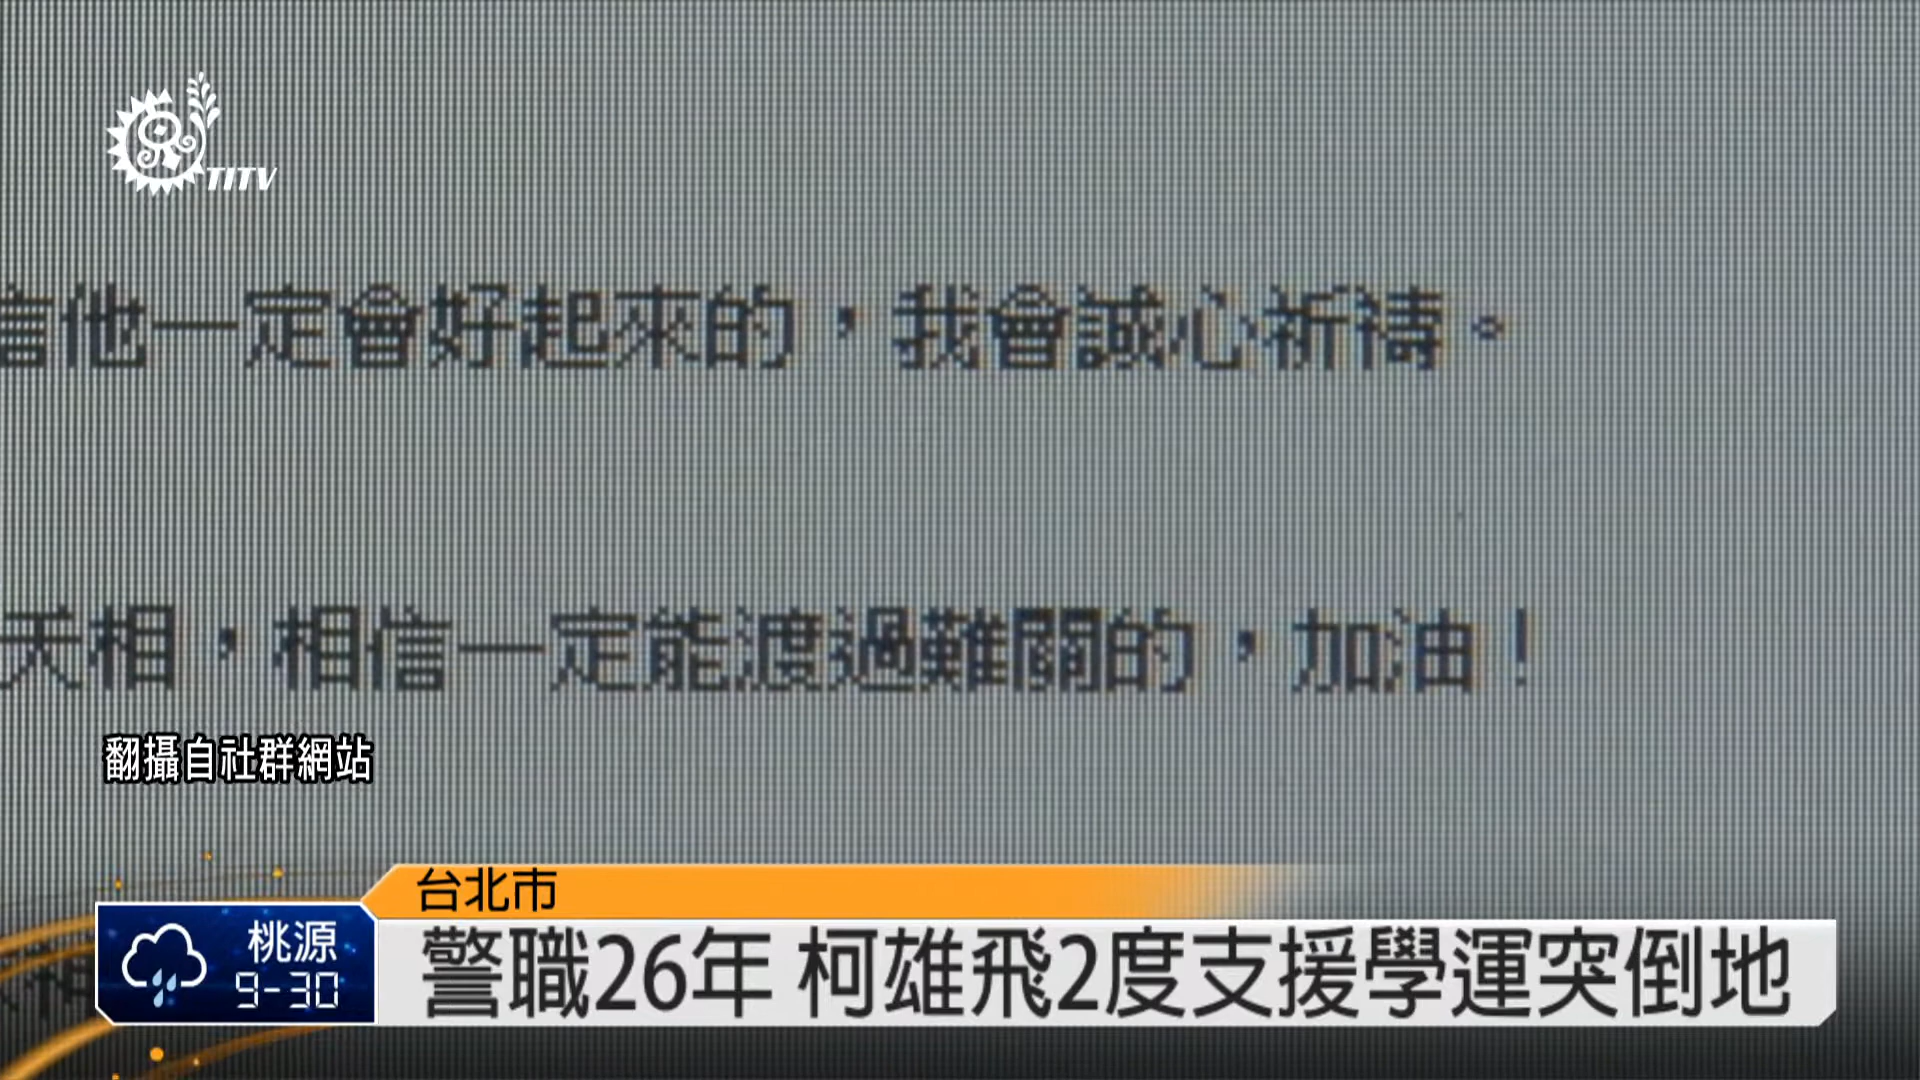 TITV
信他一定會好起來的，我會誠心祈禱。
天相，相信一定能渡過難關的，加油！
翻攝自社群網站
台北市
桃源
9-30
警職26年 柯雄飛2度支援學運突倒地